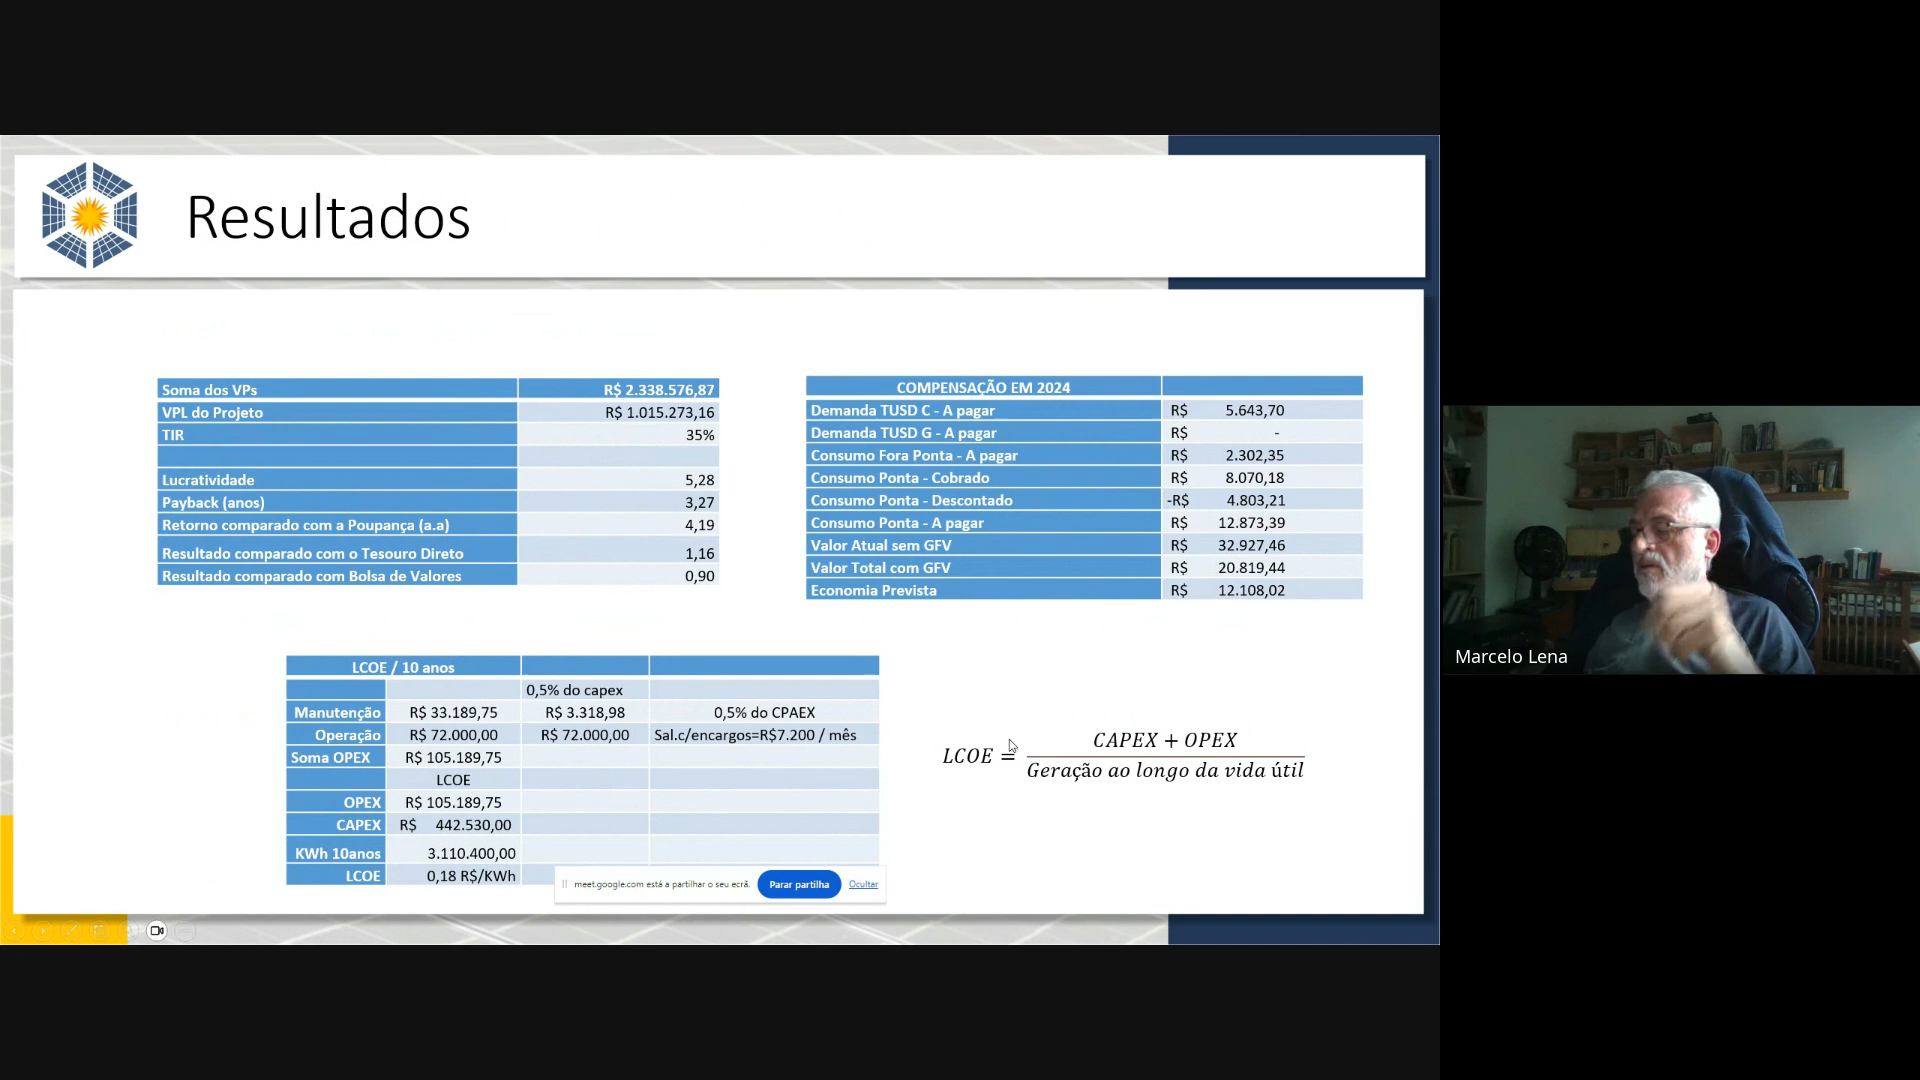 Resultados
Soma dos VPs R$ 2.338.576,87
VPL do Projeto R$ 1.015.273,16
TIR 35%
Lucratividade 5,28
Payback (anos) 3,27
Retorno comparado com a Poupança (a.a) 4,19
Resultado comparado com o Tesouro Direto 1,16
Resultado comparado com Bolsa de Valores 0,90
COMPENSAÇÃO EM 2024
Demanda TUSD C - A pagar R$ 5.643,70
Demanda TUSD G - A pagar R$ -
Consumo Fora Ponta - A pagar R$ 2.302,35
Consumo Ponta - Cobrado R$ 8.070,18
Consumo Ponta - Descontado -R$ 4.803,21
Consumo Ponta - A pagar R$ 12.873,39
Valor Atual sem GFV R$ 32.927,46
Valor Total com GFV R$ 20.819,44
Economia Prevista R$ 12.108,02
LCOE / 10 anos
0,5% do capex
Manutenção R$ 33.189,75 R$ 3.318,98 0,5% do CPAEX
Operação R$ 72.000,00 R$ 72.000,00 Sal.c/encargos=R$7.200 / mês
Soma OPEX R$ 105.189,75
LCOE
OPEX R$ 105.189,75
CAPEX R$ 442.530,00
KWh 10anos 3.110.400,00
LCOE 0,18 R$/KWh
CAPEX + OPEX
LCOE =
Geração ao longo da vida útil
meet.google.com está a partilhar o seu ecrã. Parar partilha Ocultar
Marcelo Lena